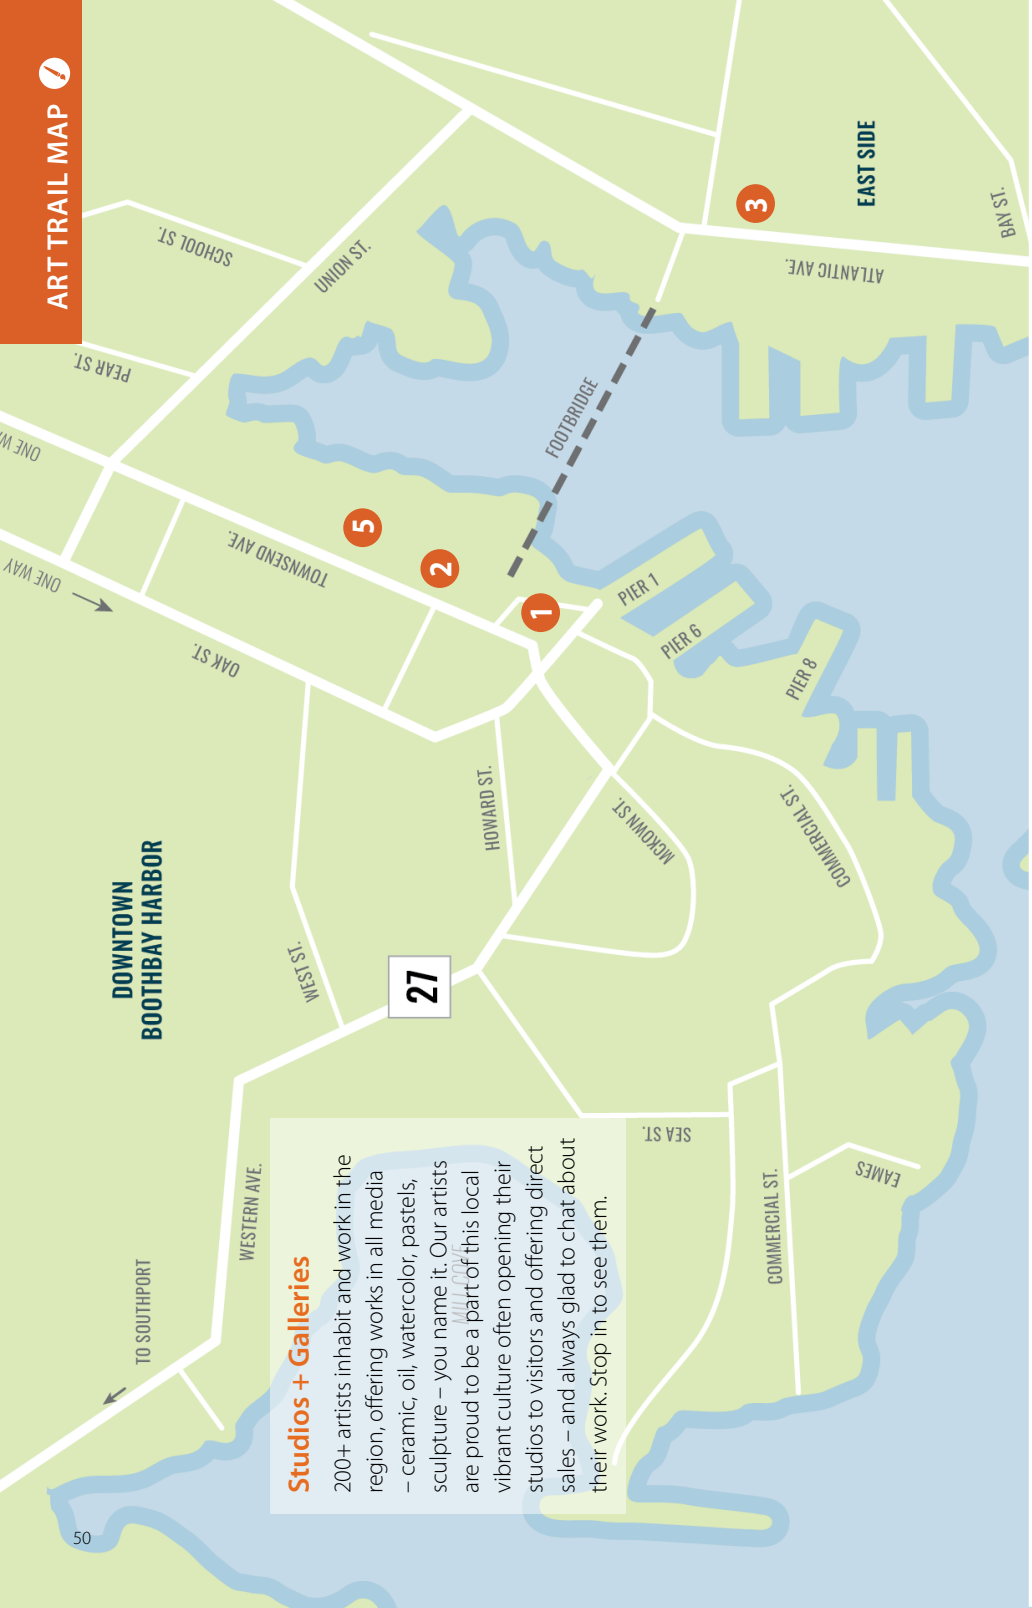 ART TRAIL MAP
SCHOOL ST.
UNION ST.
PEAR ST.
ONE
ONE WAY
TOWNSEND AVE.
OAK ST.
FOOTBRIDGE
EAST SIDE
BAY ST.
ATLANTIC AVE.
3
5
2
1
PIER 1
PIER 6
PIER 8
HOWARD ST.
MCKOWN ST.
COMMERCIAL ST.
DOWNTOWN
BOOTHBAY HARBOR
WEST ST.
27
SEA ST.
EAMES
COMMERCIAL ST.
WESTERN AVE.
TO SOUTHPORT
MILL COVE
Studios + Galleries
200+ artists inhabit and work in the
region, offering works in all media
– ceramic, oil, watercolor, pastels,
sculpture – you name it. Our artists
are proud to be a part of this local
vibrant culture often opening their
studios to visitors and offering direct
sales – and always glad to chat about
their work. Stop in to see them.
50